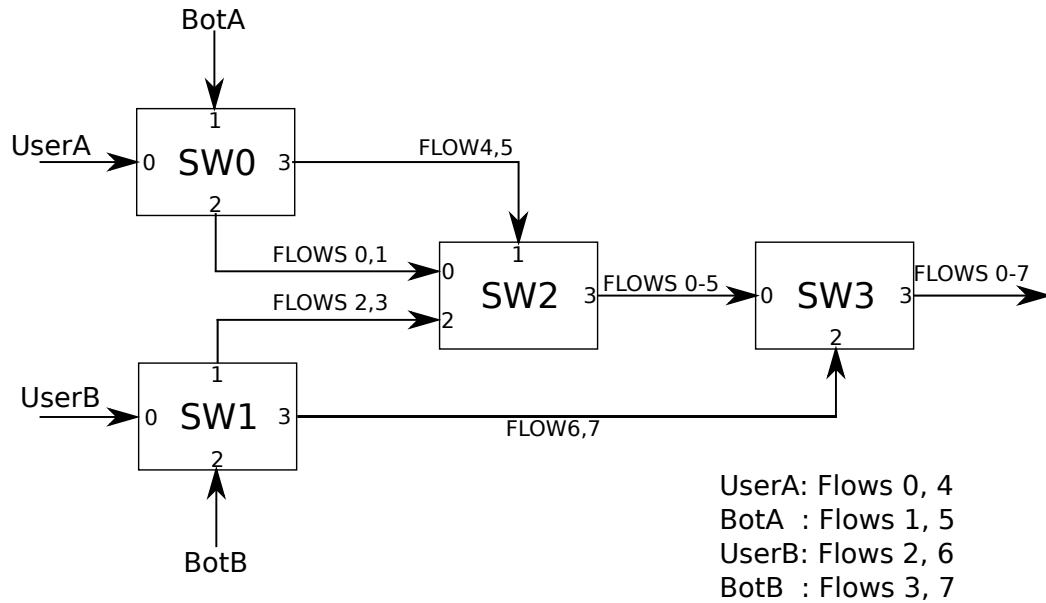 BotA
1
UserA
0
SW0
3
2
FLOW4,5
FLOWS 0,1
FLOWS 2,3
0
1
2
SW2
3
FLOWS 0-5
0
SW3
3
2
FLOWS 0-7
UserB
0
1
SW1
3
2
FLOW6,7
BotB
UserA: Flows 0, 4
BotA : Flows 1, 5
UserB: Flows 2, 6
BotB : Flows 3, 7